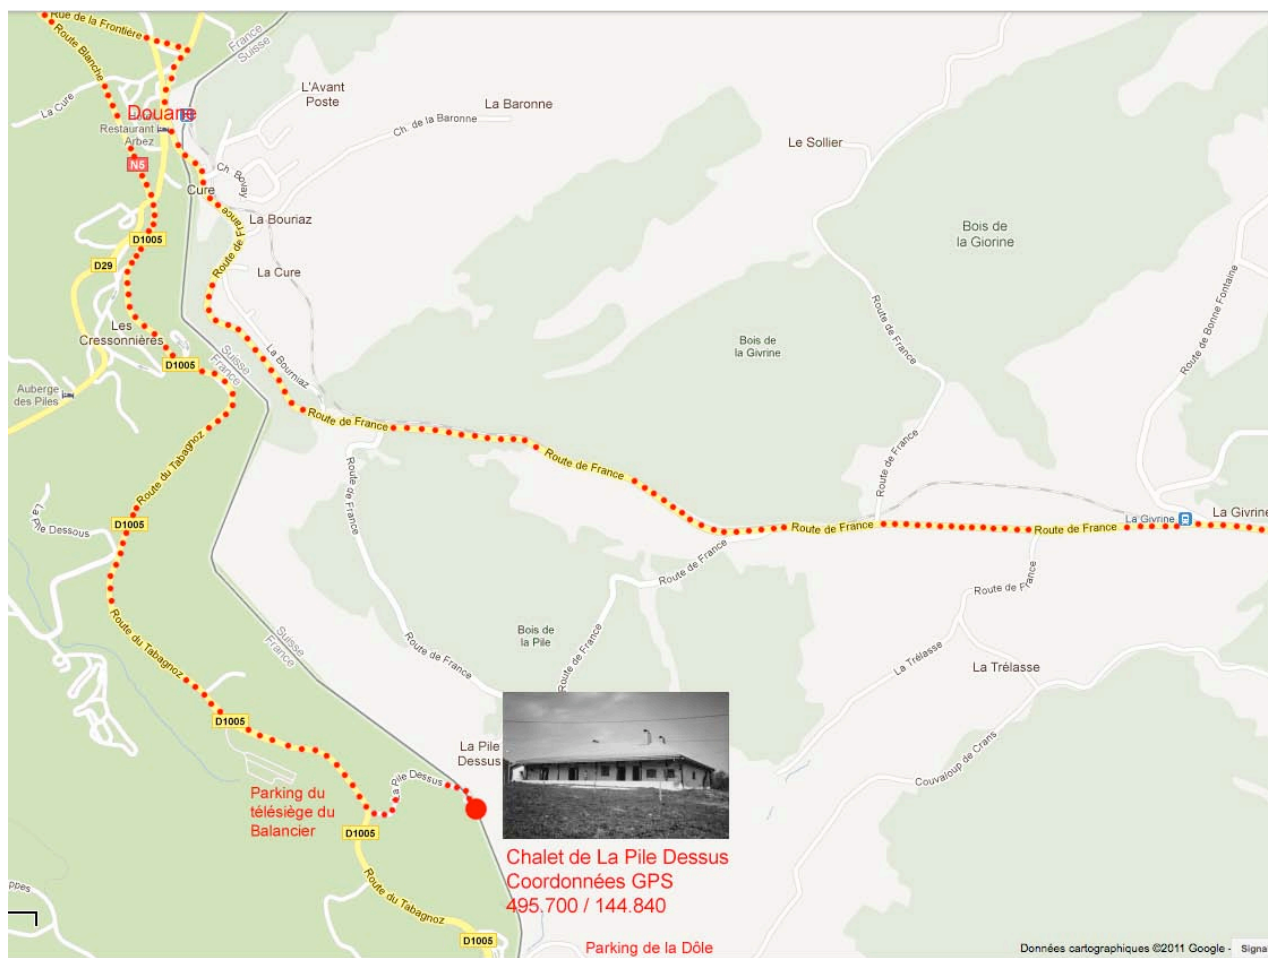 Rue de la Frontière
Route Blanche
France
Suisse
La Cure
L'Avant
Poste
La Baronne
Ch. de la Baronne
Douane
Restaurant
Arbez
N5
Ch. Bovay
Cure
Le Sollier
La Bouriaz
Route de France
Bois de
la Giorine
D1005
D29
La Cure
Les
Cressonnières
La Bourniaz
Suisse
France
D1005
Bois de
la Givrine
Route de France
Route de Bonne Fontaine
Auberge
des Piles
Route de France
Route du Tabagnoz
Route de France
Route de France
Route de France
La Pile Dessous
D1005
Route de France
Route de France
La Givrine
La Givrine
Route de France
Route de France
Route du Tabagnoz
Suisse
France
Bois de
la Pile
Route de France
Route de France
La Trélasse
La Trélasse
D1005
La Pile
Dessus
La Pile Dessus
Couvaloup de Crans
Parking du
télésiège du
Balancier
D1005
Chalet de La Pile Dessus
Coordonnées GPS
495.700 / 144.840
Route du Tabagnoz
D1005
Parking de la Dôle
Données cartographiques ©2011 Google -